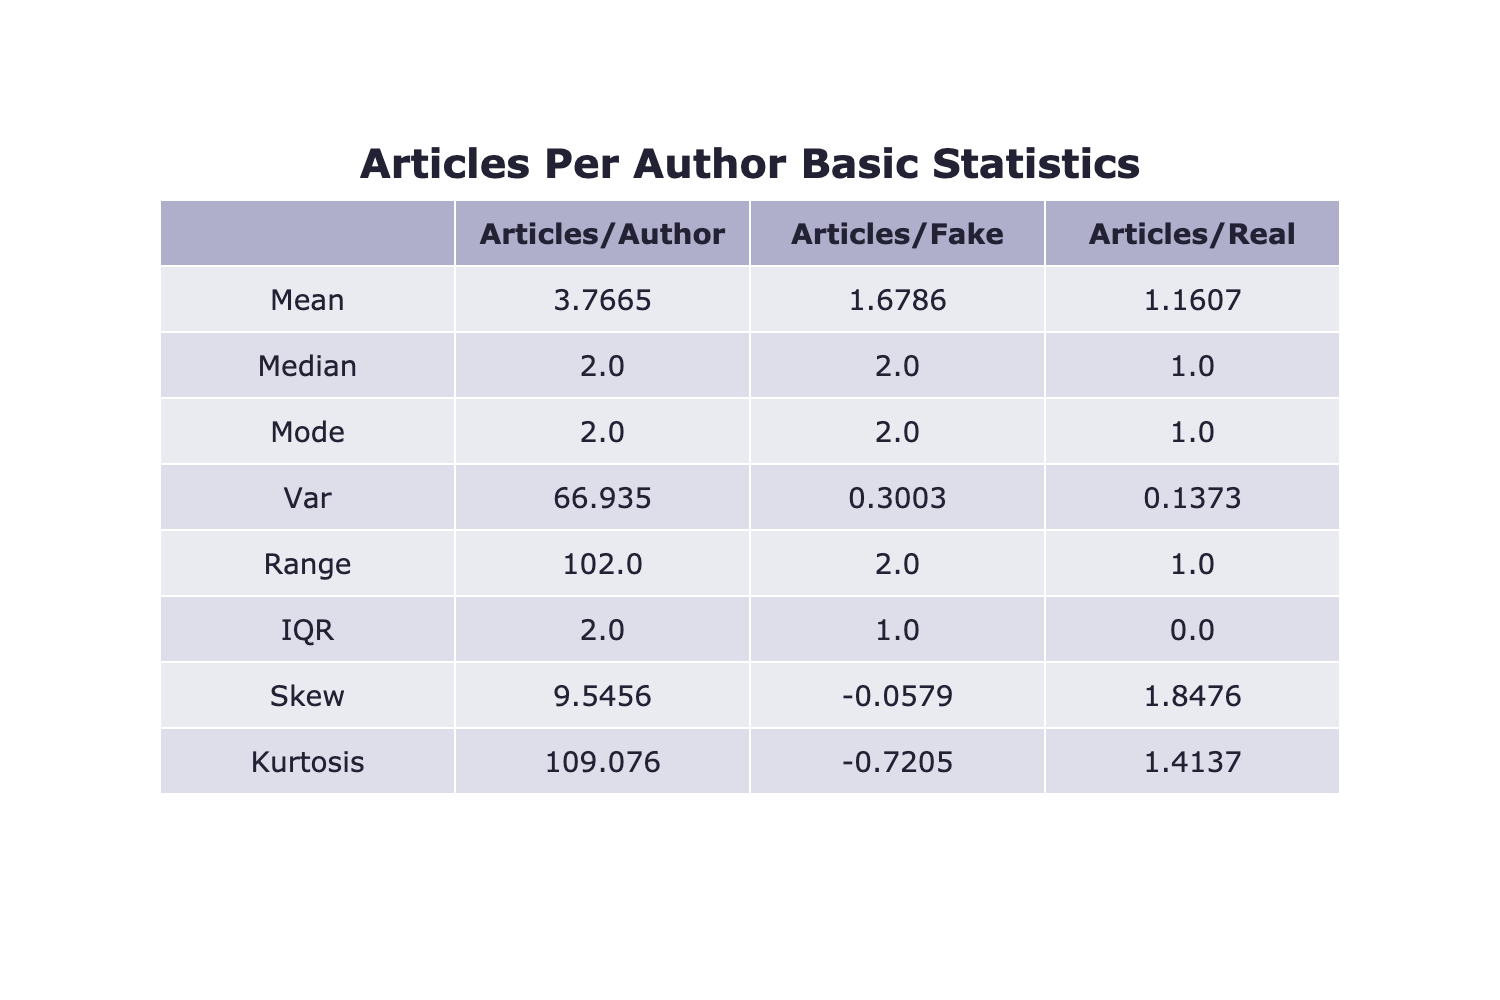 Articles Per Author Basic Statistics
Articles/Author Articles/Fake Articles/Real
Mean 3.7665 1.6786 1.1607
Median 2.0 2.0 1.0
Mode 2.0 2.0 1.0
Var 66.935 0.3003 0.1373
Range 102.0 2.0 1.0
IQR 2.0 1.0 0.0
Skew 9.5456 -0.0579 1.8476
Kurtosis 109.076 -0.7205 1.4137